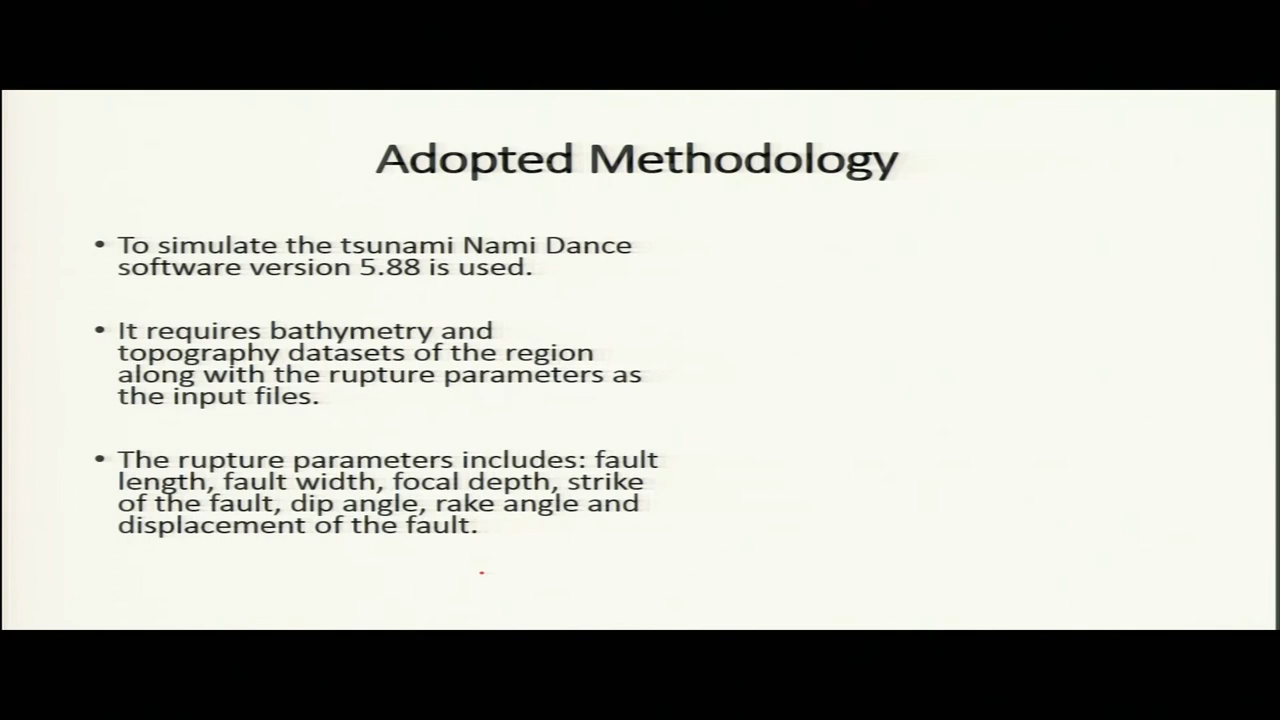 Adopted Methodology
• To simulate the tsunami Nami Dance
software version 5.88 is used.
• It requires bathymetry and
topography datasets of the region
along with the rupture parameters as
the input files.
• The rupture parameters includes: fault
length, fault width, focal depth, strike
of the fault, dip angle, rake angle and
displacement of the fault.